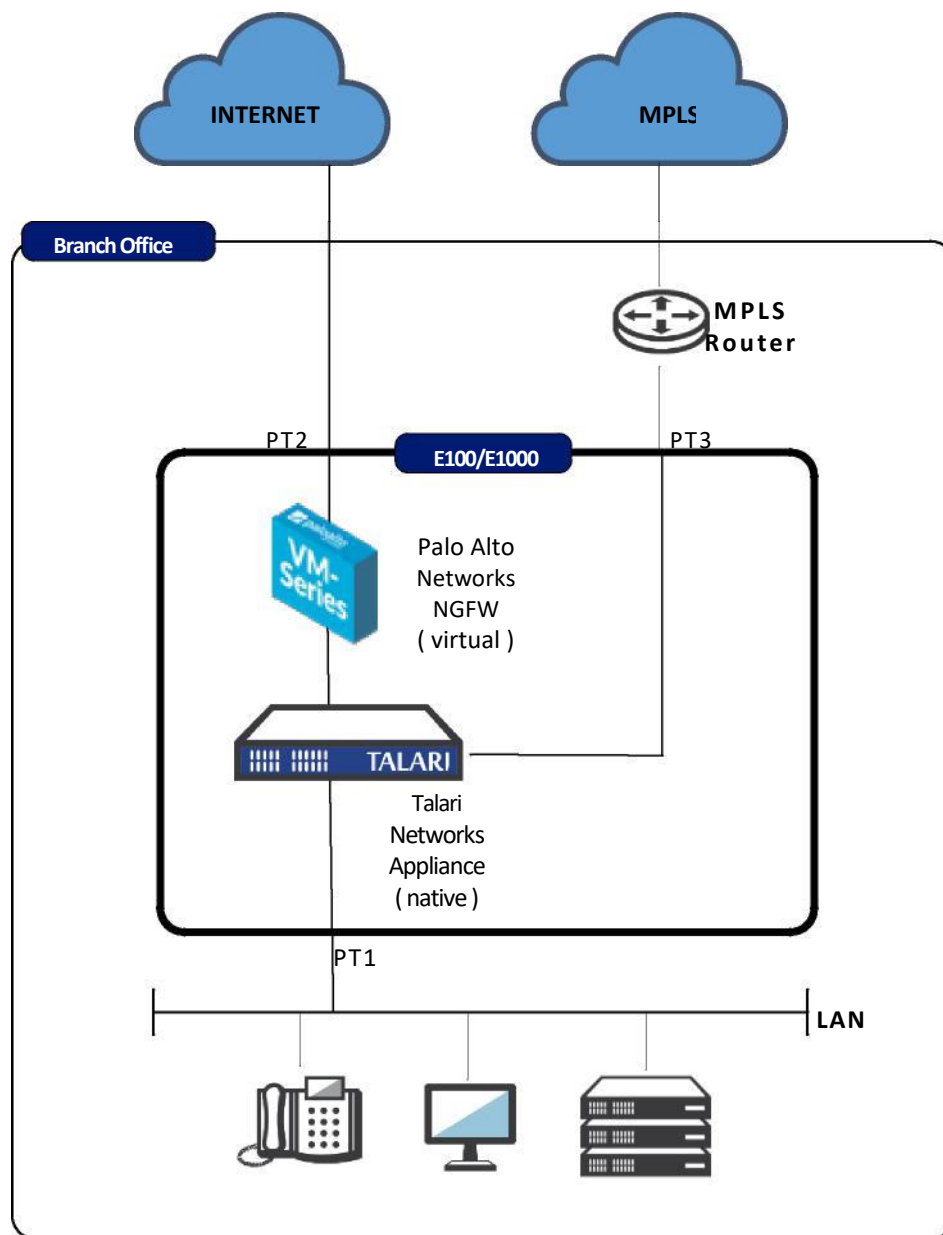 INTERNET
MPLS
Branch Office
MPLS
Router
PT2
E100/E1000
PT3
paloalto
VM-
Series
Palo Alto
Networks
NGFW
( virtual )
TALARI
Talari
Networks
Appliance
( native )
PT1
LAN